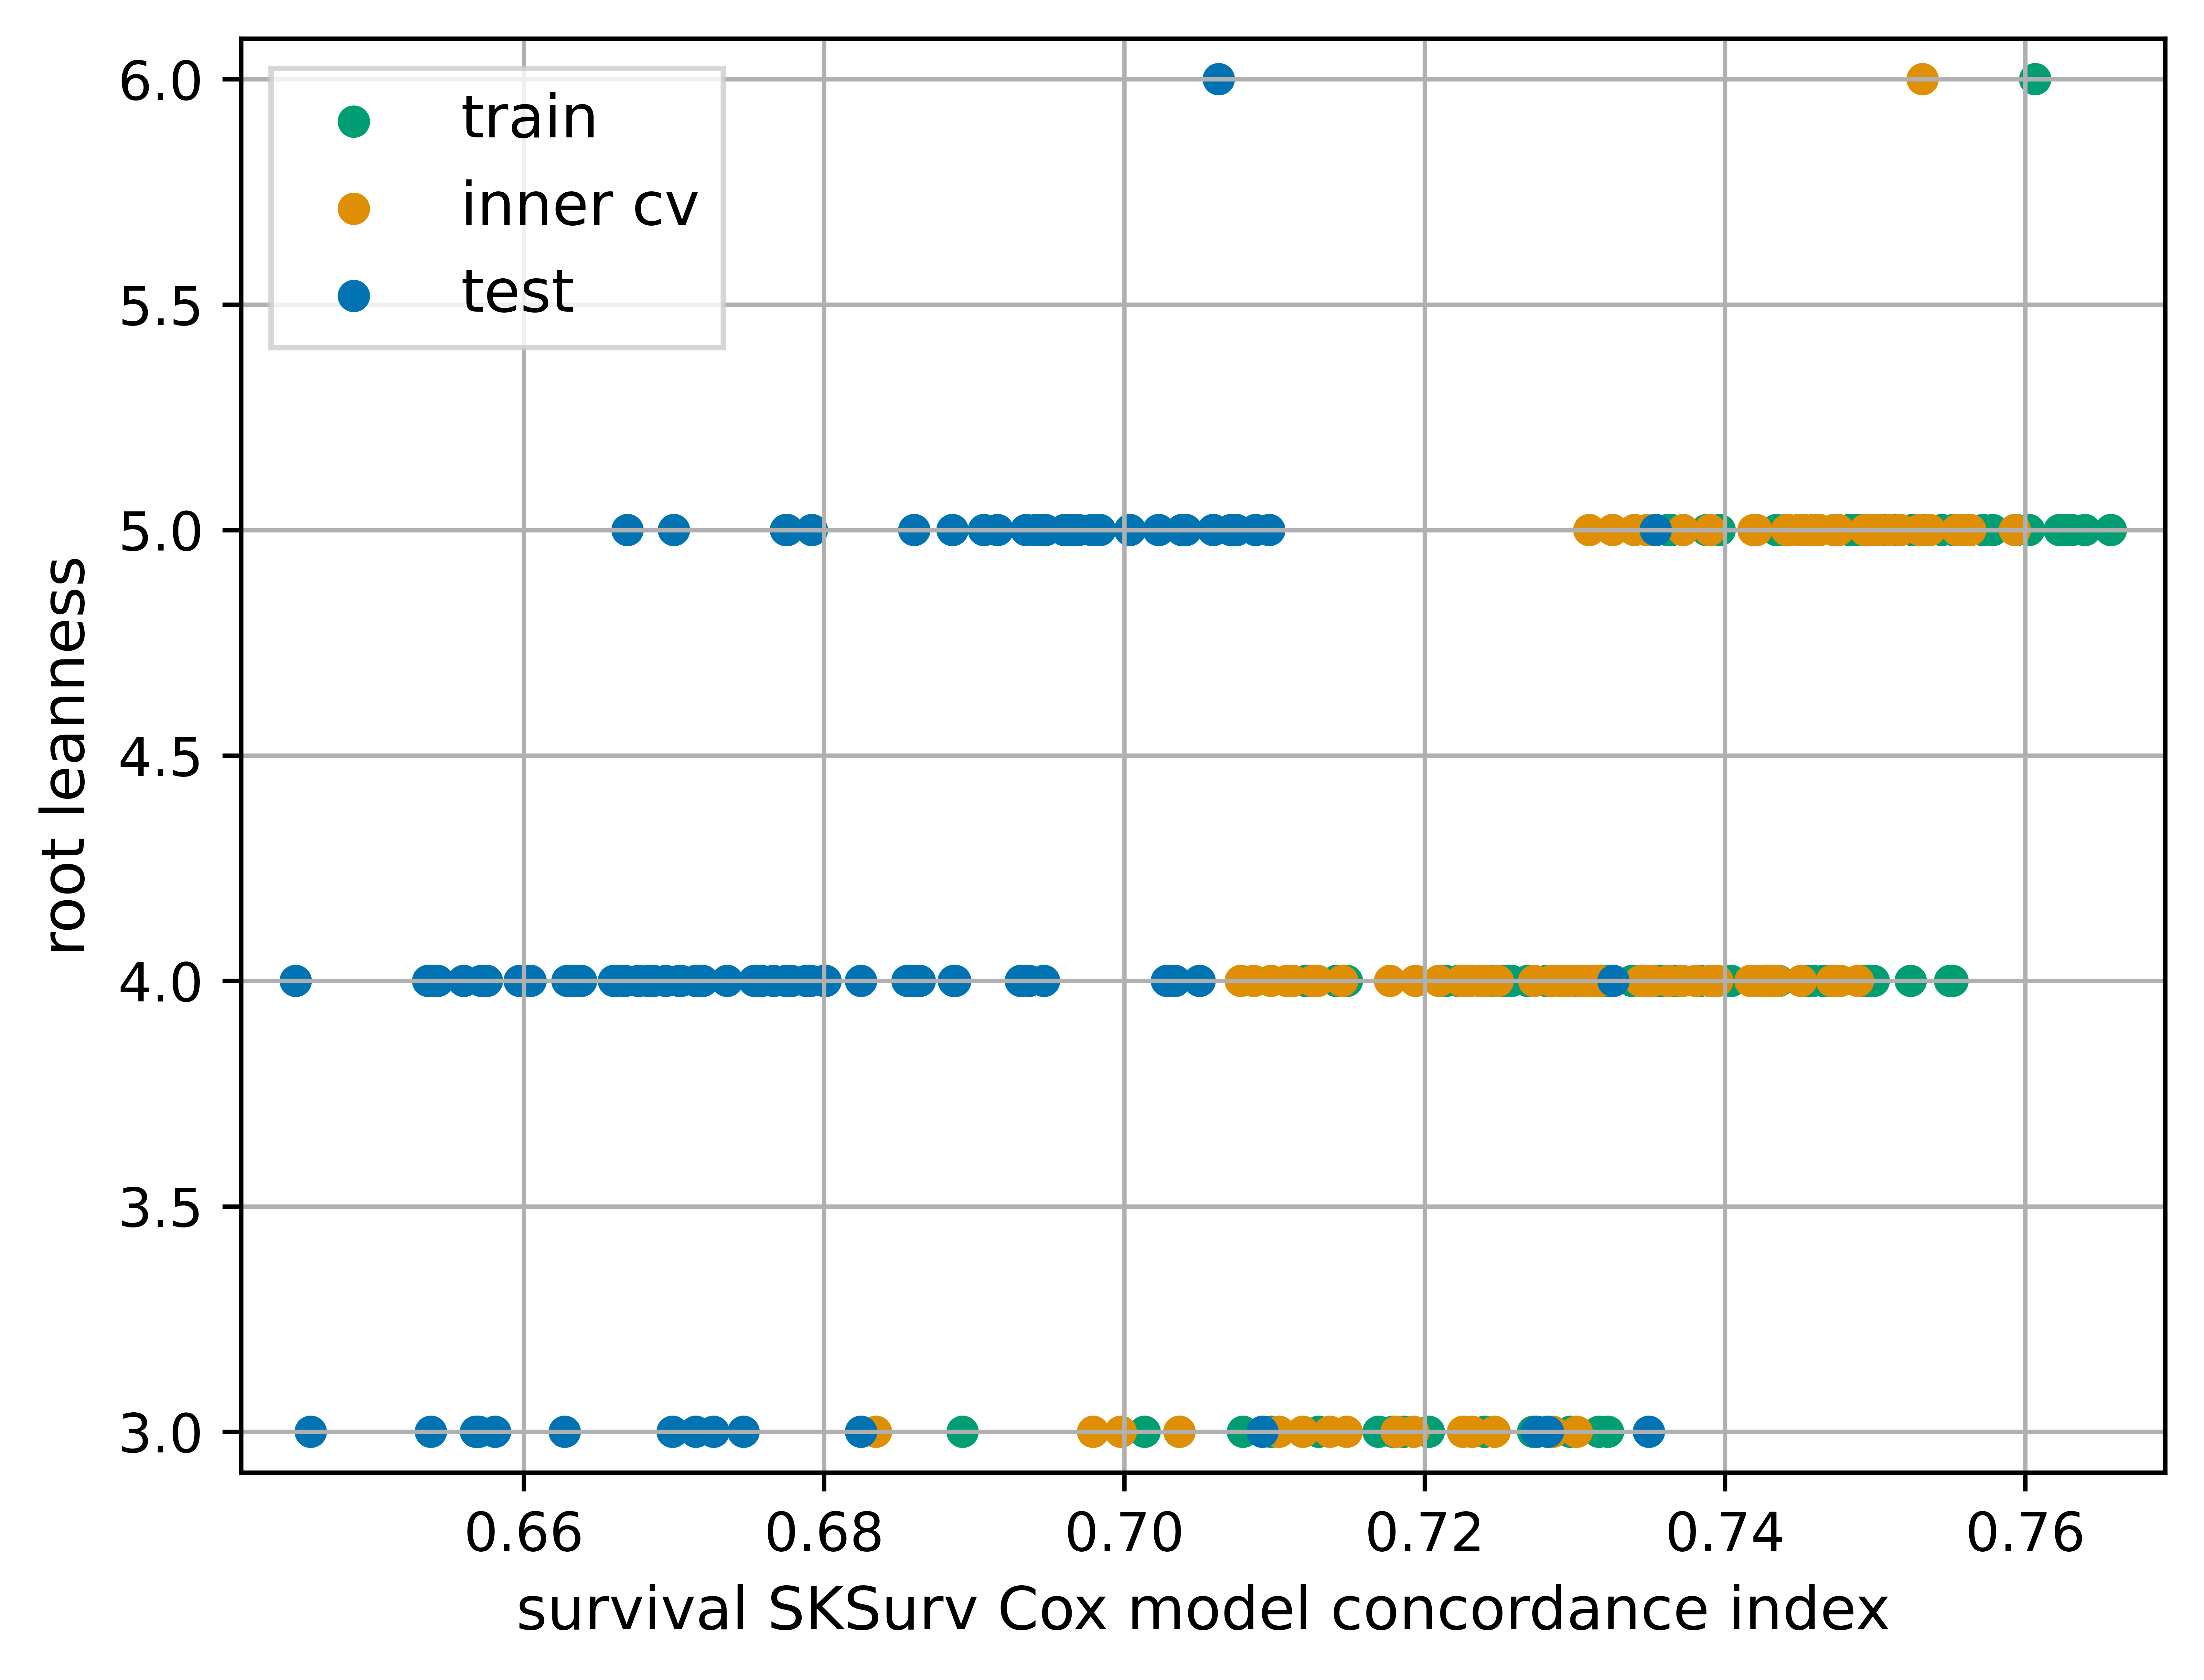 6.0
5.5
5.0
4.5
4.0
3.5
3.0
root leanness
train
inner cv
test
0.66 0.68 0.70 0.72 0.74 0.76
survival SKSurv Cox model concordance index